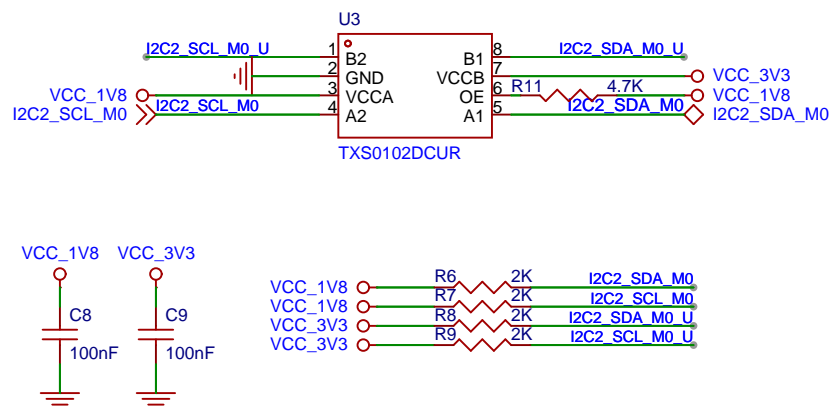 U3
I2C2_SCL_M0_U 1 B2 B1 8 I2C2_SDA_M0_U
2 GND VCCB 7 VCC_3V3
VCC_1V8 3 VCCA OE 6 R11 4.7K VCC_1V8
I2C2_SCL_M0 I2C2_SCL_M0 4 A2 A1 5 I2C2_SDA_M0 I2C2_SDA_M0
TXS0102DCUR
VCC_1V8 VCC_3V3
C8 C9
100nF 100nF
VCC_1V8 R6 2K I2C2_SDA_M0
VCC_1V8 R7 2K I2C2_SCL_M0
VCC_3V3 R8 2K I2C2_SDA_M0_U
VCC_3V3 R9 2K I2C2_SCL_M0_U